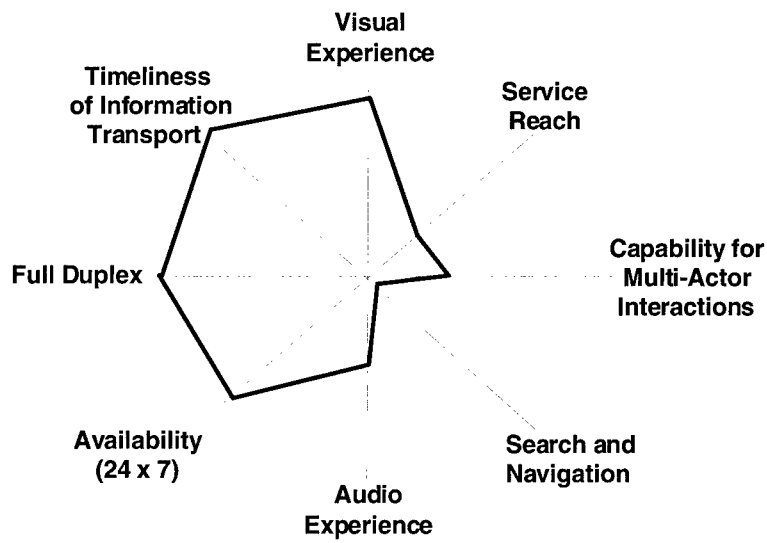 Visual
Experience
Timeliness
of Information
Transport
Service
Reach
Full Duplex
Capability for
Multi-Actor
Interactions
Availability
(24 x 7)
Search and
Navigation
Audio
Experience